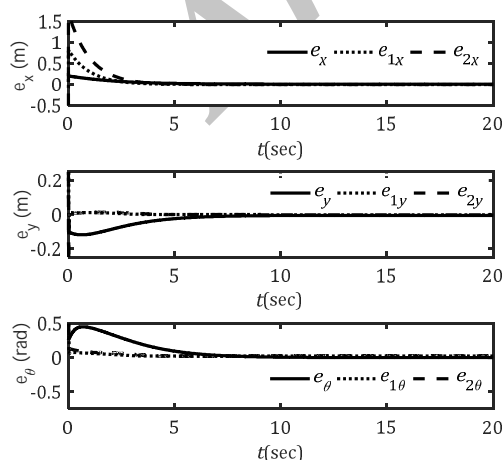 1.5
1
0.5
0
-0.5
e_x (m)
e_x e_1x e_2x
0 5 10 15 20
t(sec)
0.2
0
-0.2
e_y (m)
e_y e_1y e_2y
0 5 10 15 20
t(sec)
0.5
0
-0.5
e_θ (rad)
e_θ e_1θ e_2θ
0 5 10 15 20
t(sec)